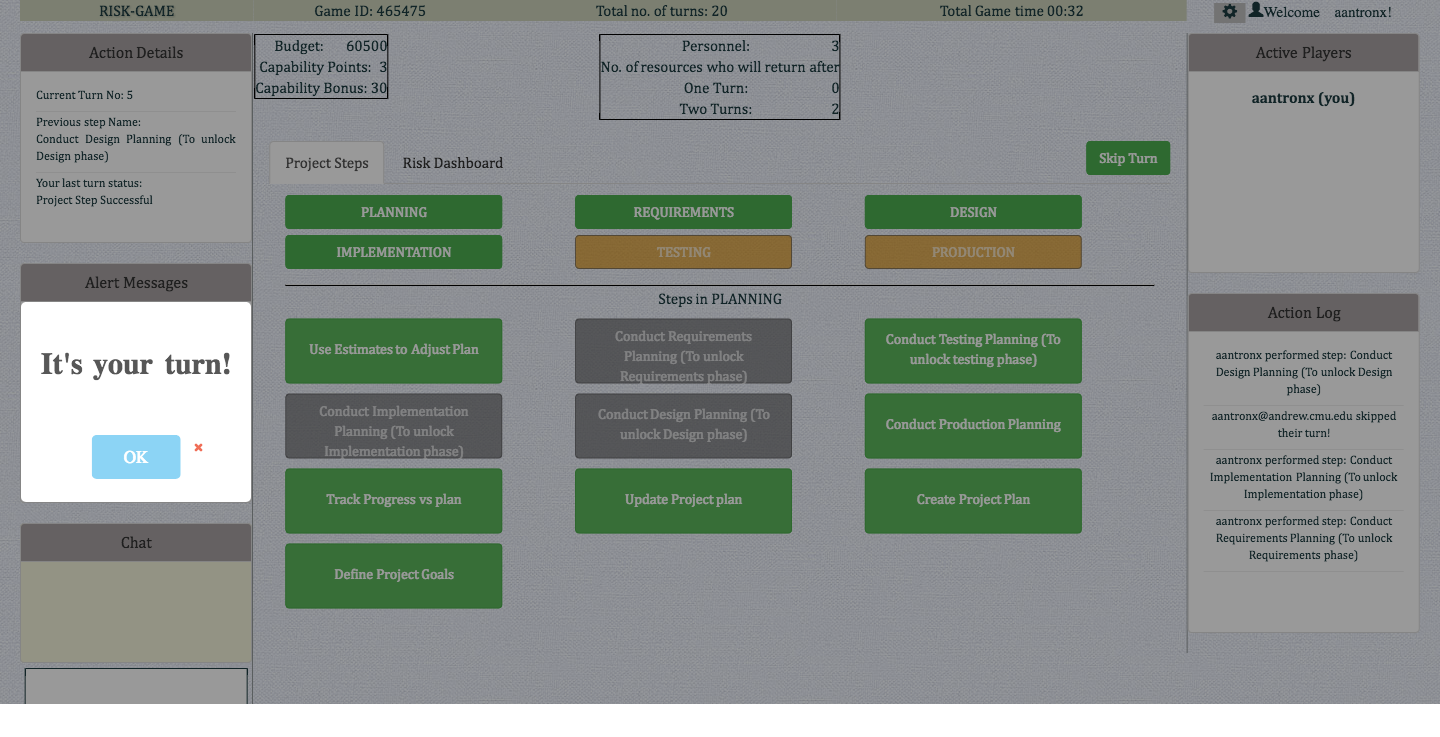 RISK-GAME
Game ID: 465475
Total no. of turns: 20
Total Game time 00:32
Welcome aantronx!
Action Details
Current Turn No: 5
Previous step Name:
Conduct Design Planning (To unlock
Design phase)
Your last turn status:
Project Step Successful
Alert Messages
It's your turn!
OK
Chat
Budget: 60500
Capability Points: 3
Capability Bonus: 30
Personnel: 3
No. of resources who will return after
One Turn: 0
Two Turns: 2
Project Steps
Risk Dashboard
Skip Turn
PLANNING
REQUIREMENTS
DESIGN
IMPLEMENTATION
TESTING
PRODUCTION
Steps in PLANNING
Use Estimates to Adjust Plan
Conduct Requirements
Planning (To unlock
Requirements phase)
Conduct Testing Planning (To
unlock testing phase)
Conduct Implementation
Planning (To unlock
Implementation phase)
Conduct Design Planning (To
unlock Design phase)
Conduct Production Planning
Track Progress vs plan
Update Project plan
Create Project Plan
Define Project Goals
Active Players
aantronx (you)
Action Log
aantronx performed step: Conduct
Design Planning (To unlock Design
phase)
aantronx@andrew.cmu.edu skipped
their turn!
aantronx performed step: Conduct
Implementation Planning (To unlock
Implementation phase)
aantronx performed step: Conduct
Requirements Planning (To unlock
Requirements phase)